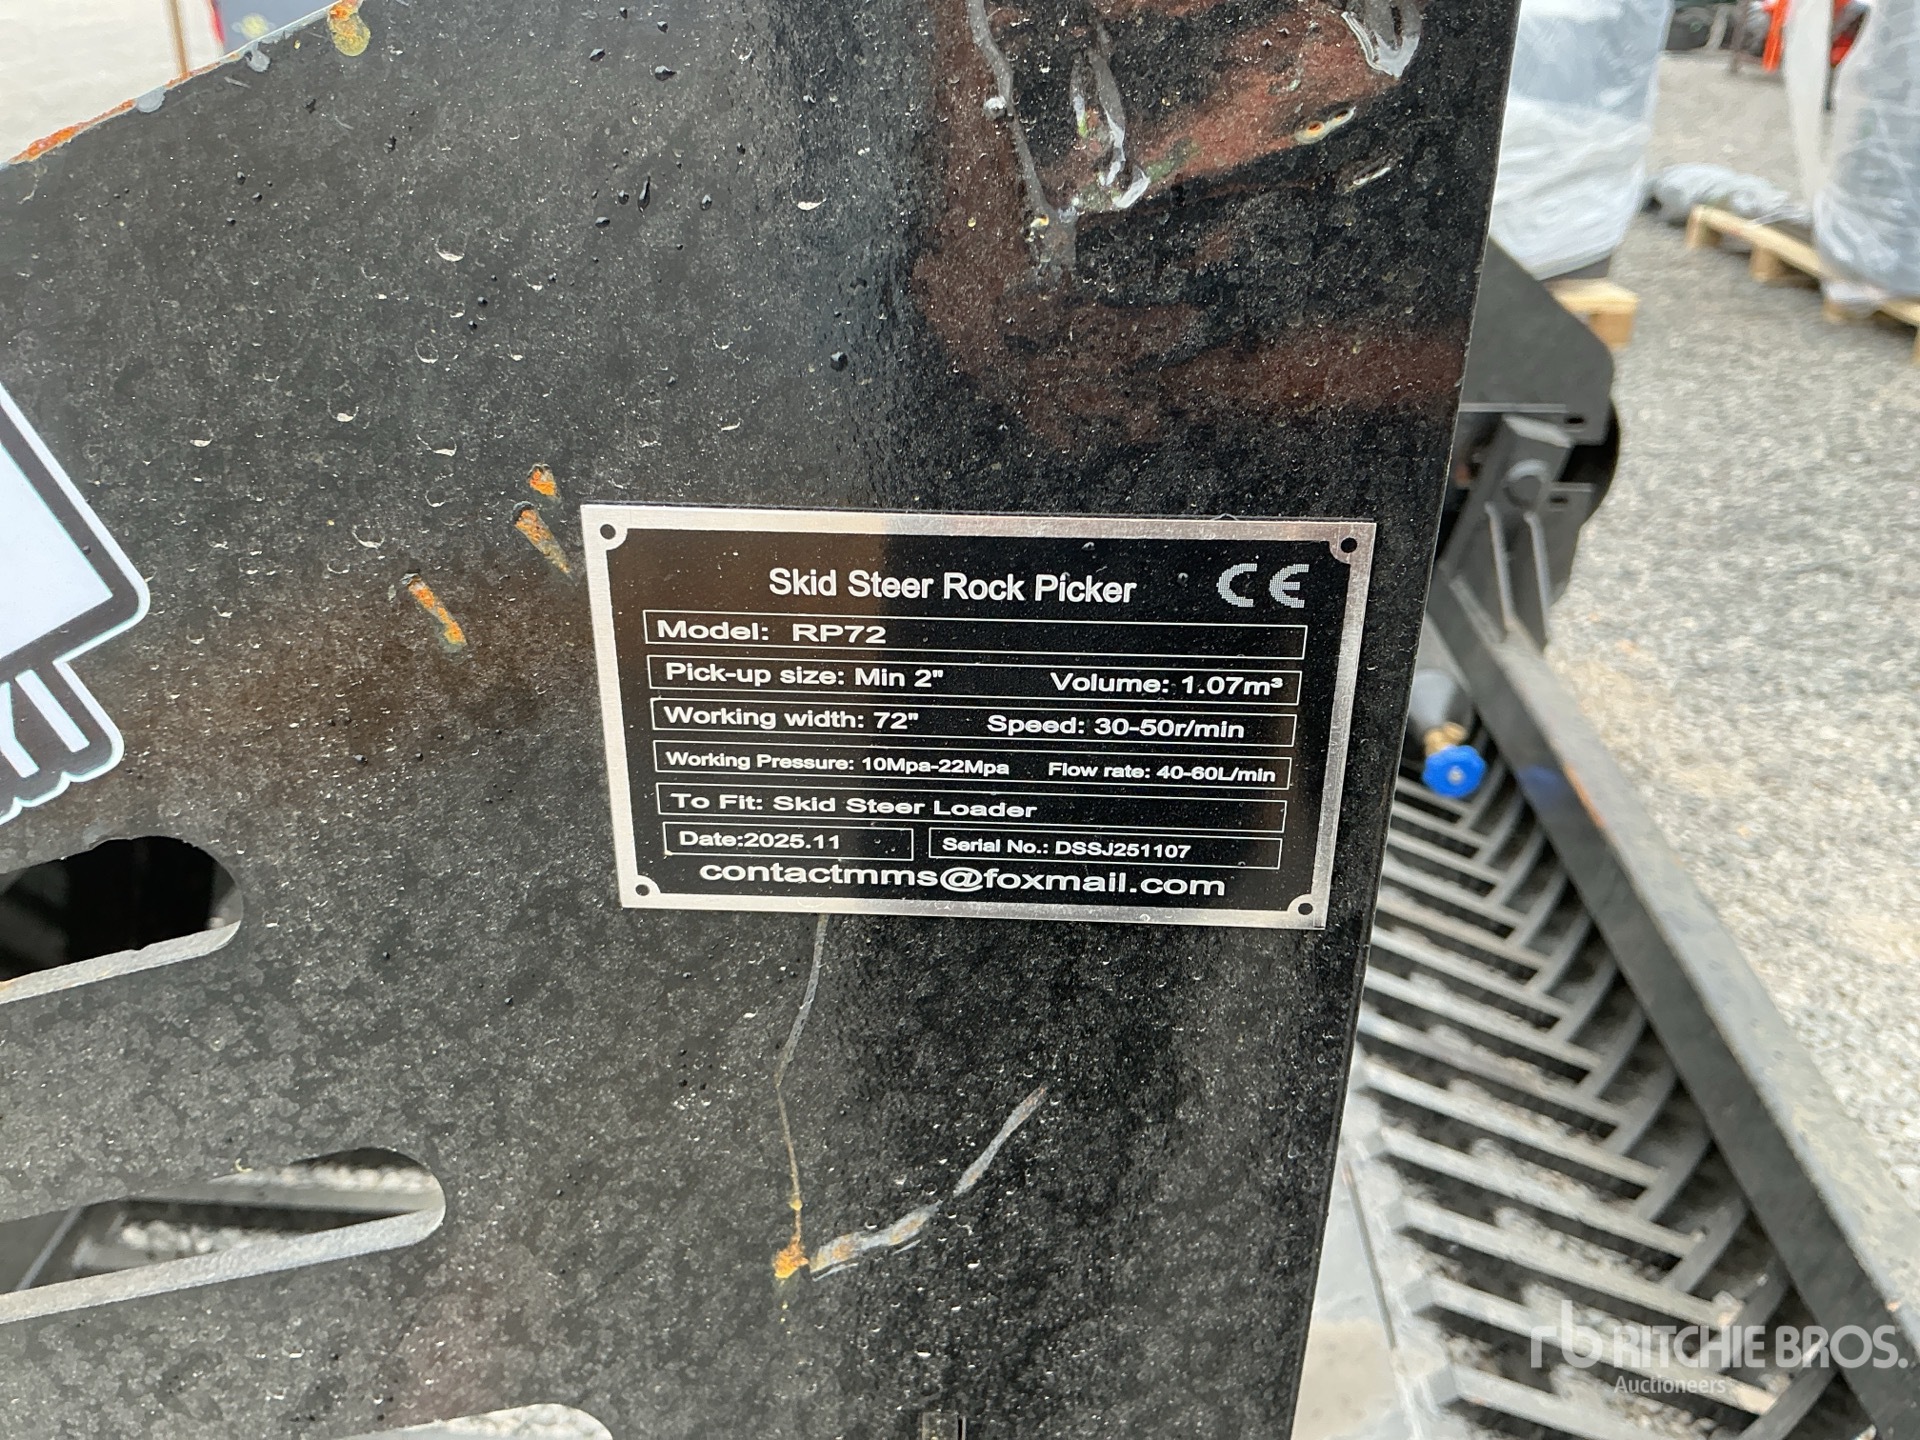 Skid Steer Rock Picker CE
Model: RP72
Pick-up size: Min 2" Volume: 1.07m³
Working width: 72" Speed: 30-50r/min
Working Pressure: 10Mpa-22Mpa Flow rate: 40-60L/min
To Fit: Skid Steer Loader
Date:2025.11 Serial No.: DSSJ251107
contactmms@foxmail.com
rb RITCHIE BROS.
Auctioneers